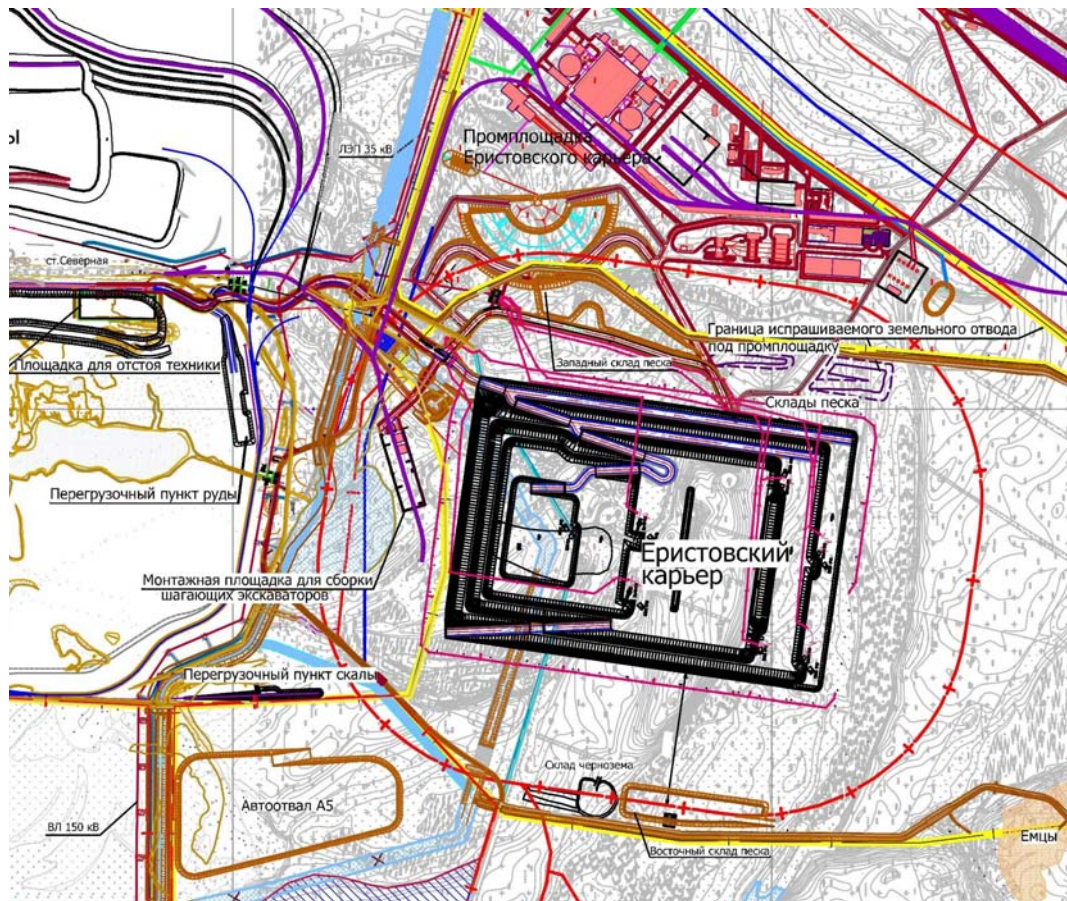 Ы
ЛЭП 35 кВ
Промплощадка
Еристовского карьера
ст.Северная
Граница испрашиваемого земельного отвода
под промплощадку
Площадка для отстоя техники
Западный склад песка
Склады песка
Перегрузочный пункт руды
Еристовский
карьер
Монтажная площадка для сборки
шагающих экскаваторов
Перегрузочный пункт скалы
Склад чернозема
Автоотвал А5
ВЛ 150 кВ
Восточный склад песка
Емцы